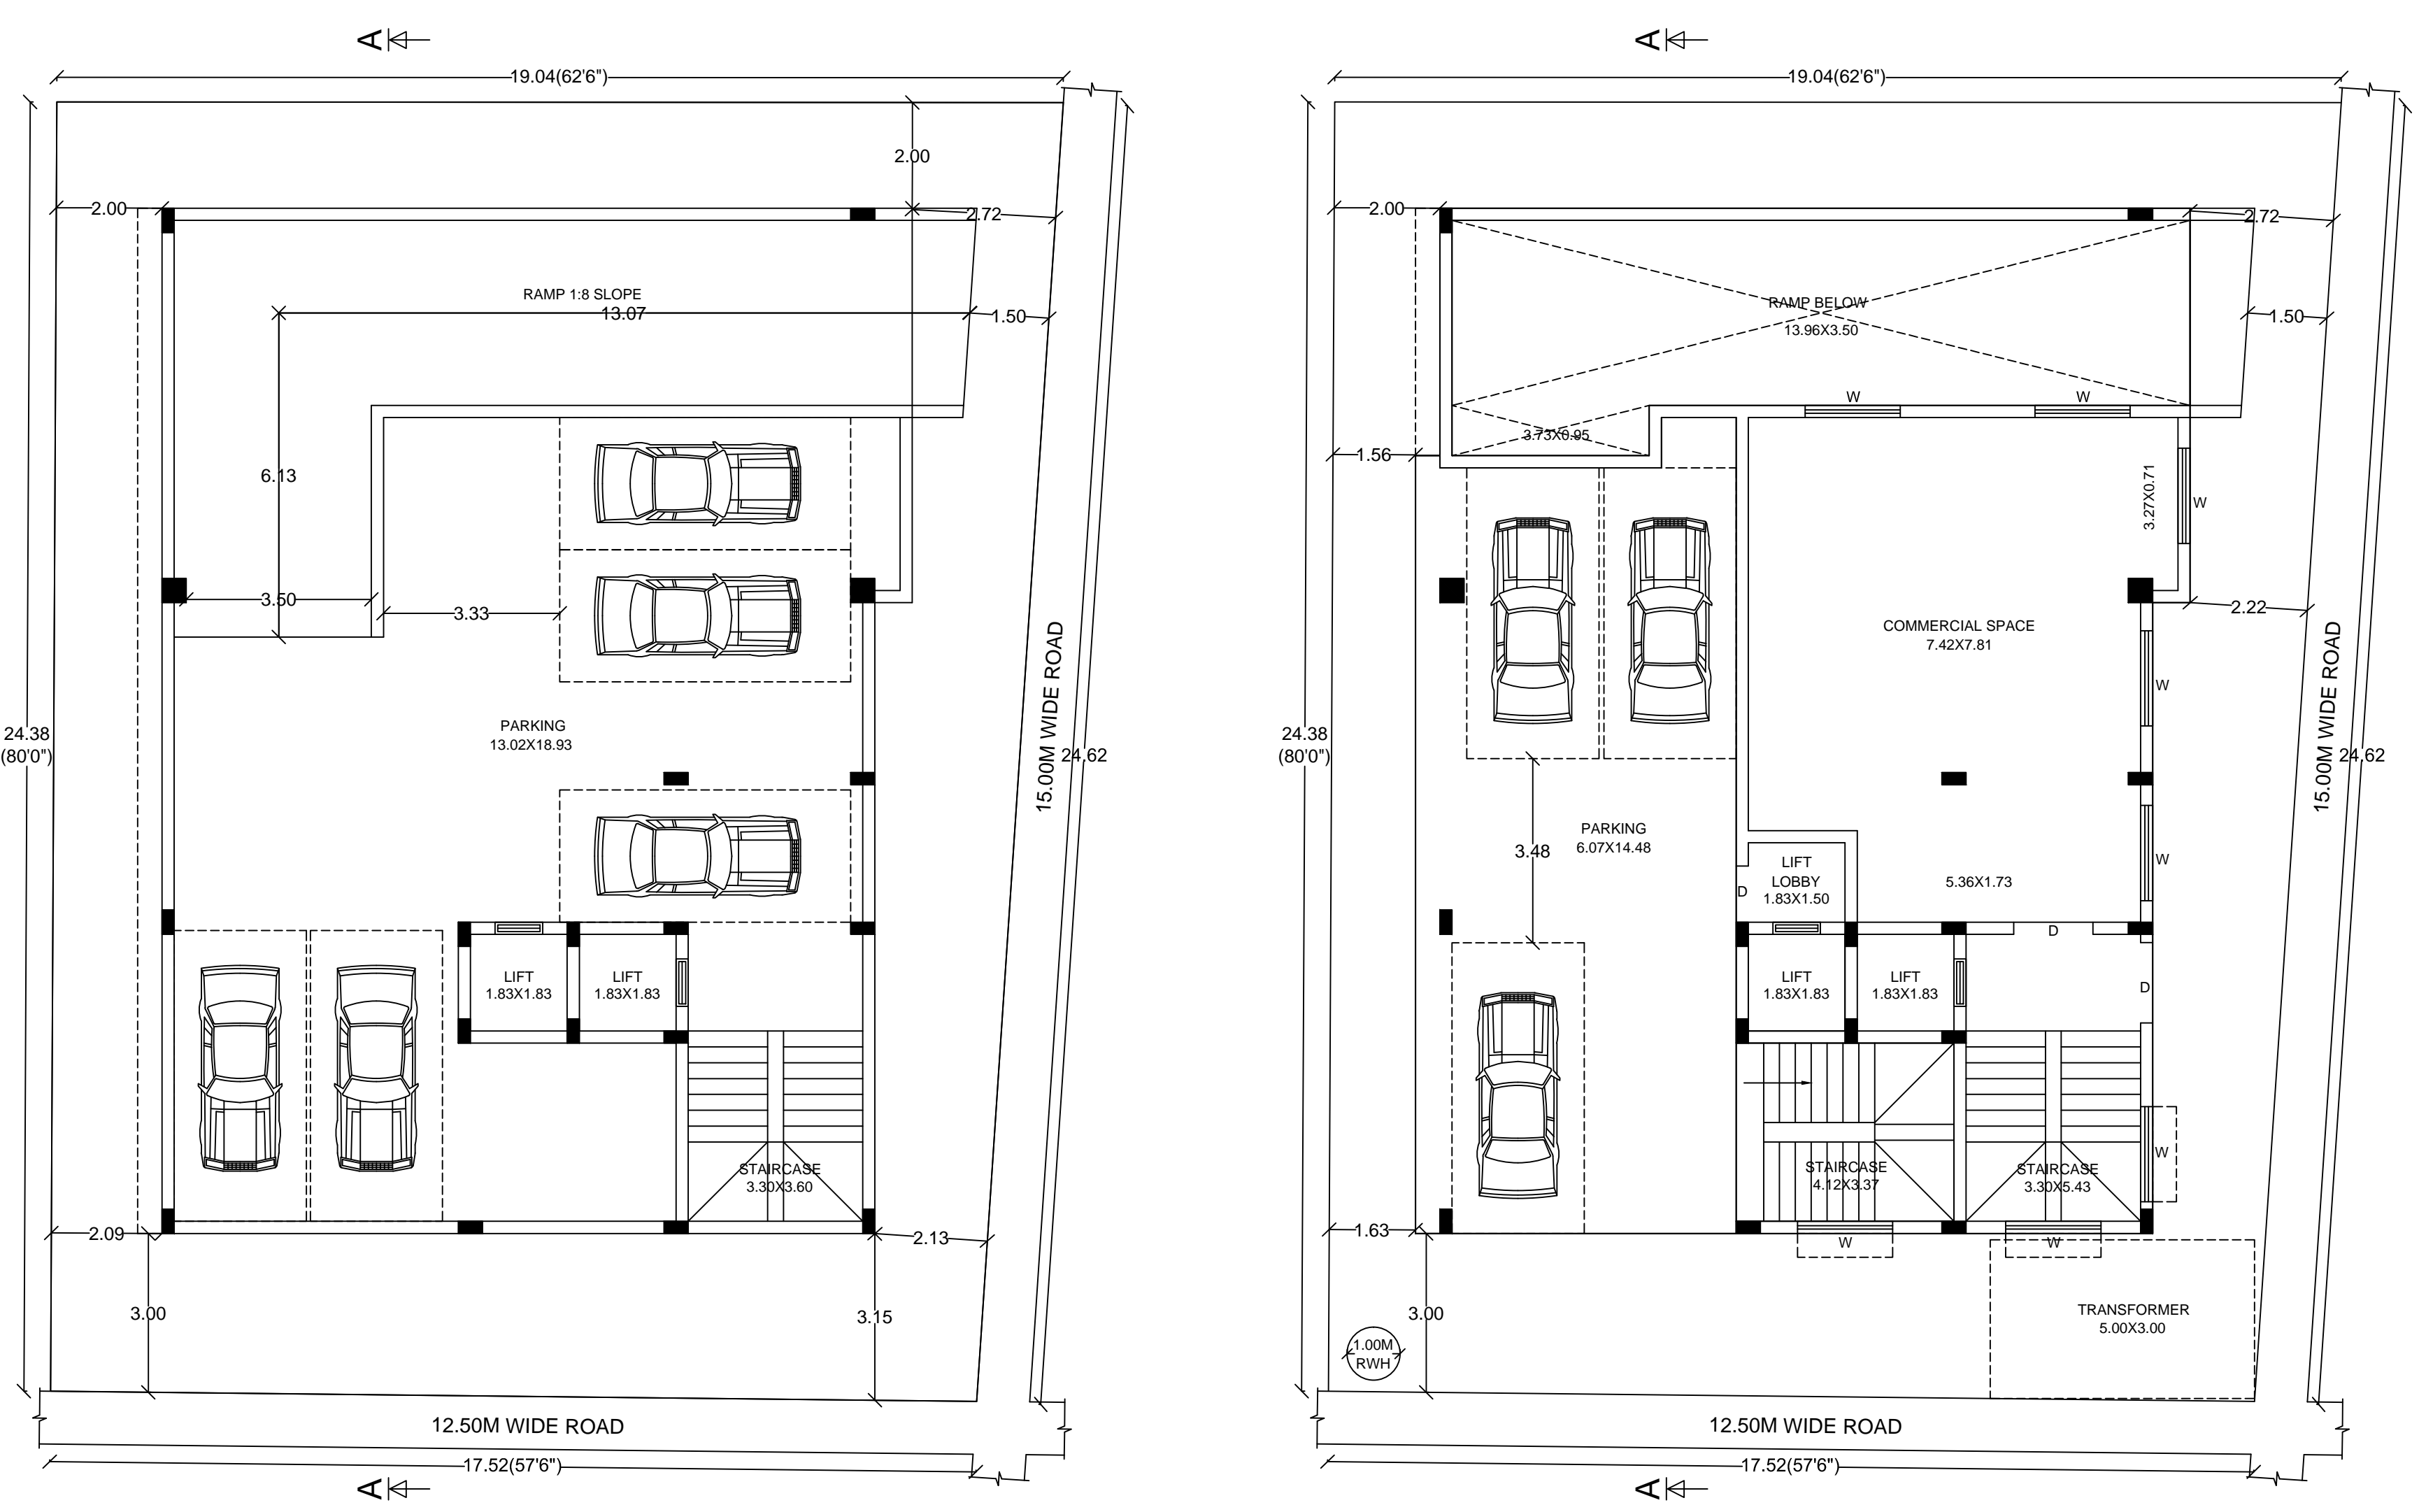 A
19.04(62'6")
2.00
2.00
2.72
RAMP 1:8 SLOPE
13.07
1.50
6.13
3.50
3.33
15.00M WIDE ROAD
24.38
(80'0")
24.62
PARKING
13.02X18.93
LIFT
1.83X1.83
LIFT
1.83X1.83
STAIRCASE
3.30X3.60
2.09
2.13
3.00
3.15
12.50M WIDE ROAD
17.52(57'6")
A
A
19.04(62'6")
2.00
2.72
RAMP BELOW
13.96X3.50
1.50
W
W
3.73X0.95
1.56
3.27X0.71
W
2.22
COMMERCIAL SPACE
7.42X7.81
15.00M WIDE ROAD
W
24.38
(80'0")
24.62
PARKING
6.07X14.48
3.48
LIFT
LOBBY
1.83X1.50
D
5.36X1.73
W
D
LIFT
1.83X1.83
LIFT
1.83X1.83
D
STAIRCASE
4.12X3.37
STAIRCASE
3.30X5.43
W
1.63
W
W
3.00
TRANSFORMER
5.00X3.00
1.00M
RWH
12.50M WIDE ROAD
17.52(57'6")
A